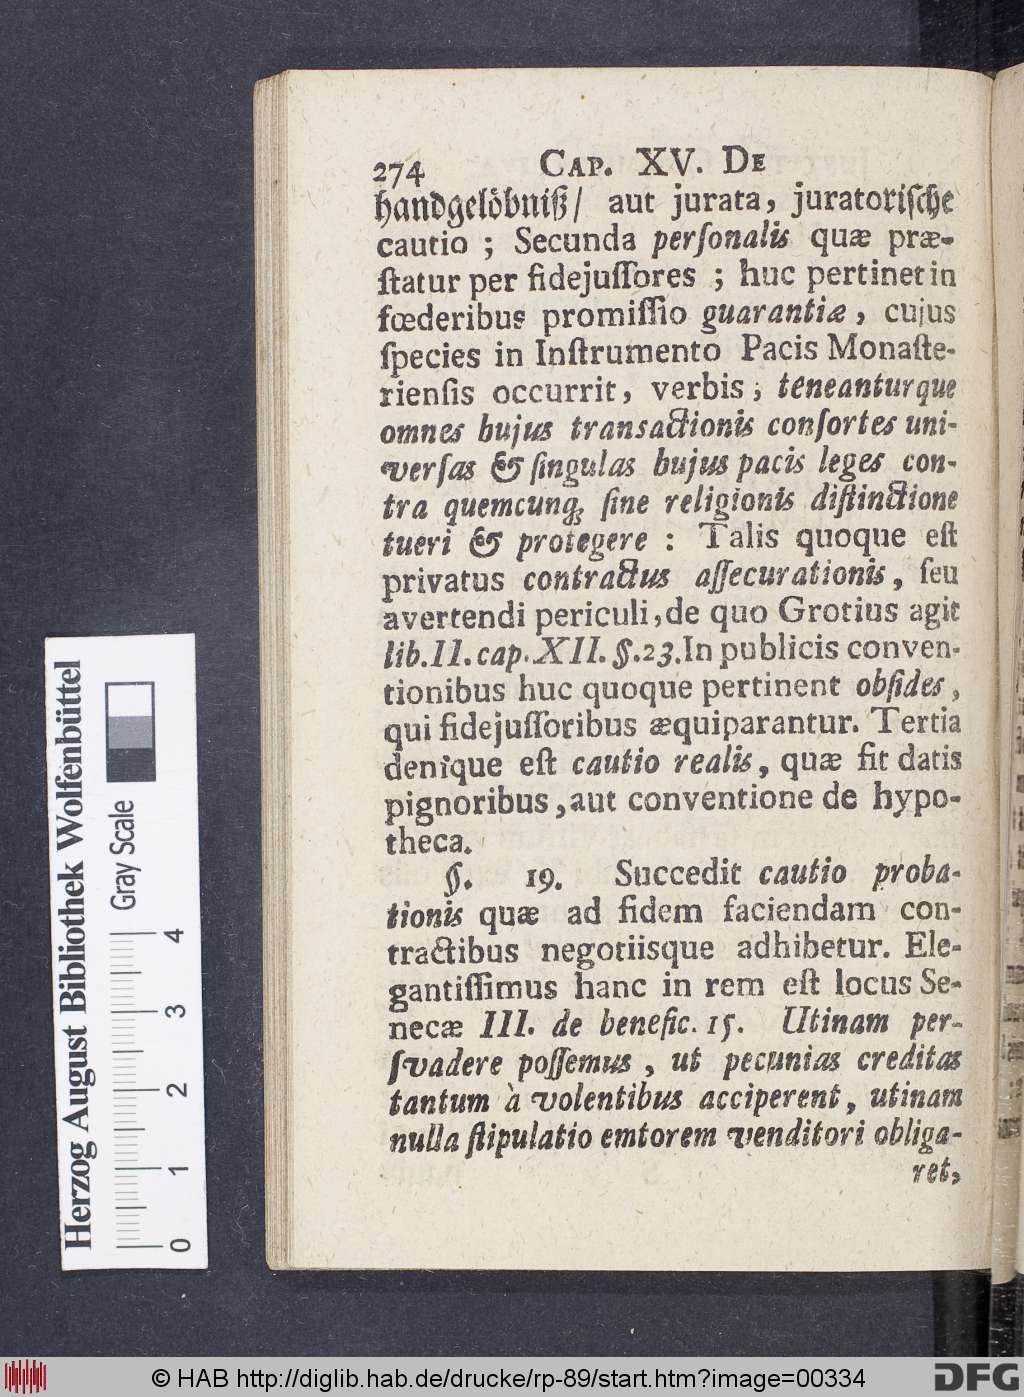 274 CAP. XV. DE
handgelöbniß/ aut jurata, juratorische
cautio ; Secunda perſonalis quæ præ-
ſtatur per fidejuſſores ; huc pertinet in
fœderibus promiſſio guarantiæ, cujus
ſpecies in Inſtrumento Pacis Monaſte-
rienſis occurrit, verbis, teneanturque
omnes hujus transactionis conſortes uni-
verſas & ſingulas hujus pacis leges con-
tra quemcunq; ſine religionis diſtinctione
tueri & protegere : Talis quoque eſt
privatus contractus aſſecurationis, ſeu
avertendi periculi, de quo Grotius agit
lib. II. cap. XII. §. 23. In publicis conven-
tionibus huc quoque pertinent obſides,
qui fidejuſſoribus æquiparantur. Tertia
denique eſt cautio realis, quæ fit datis
pignoribus, aut conventione de hypo-
theca.
§. 19. Succedit cautio proba-
tionis quæ ad fidem faciendam con-
tractibus negotiisque adhibetur. Ele-
gantiſſimus hanc in rem eſt locus Se-
necæ III. de benefic. 15. Utinam per-
ſvadere poſſemus, ut pecunias creditas
tantum à volentibus acciperent, utinam
nulla ſtipulatio emtorem venditori obliga-
ret,
Herzog August Bibliothek Wolfenbüttel
Gray Scale
0 1 2 3 4
© HAB http://diglib.hab.de/drucke/rp-89/start.htm?image=00334
DFG